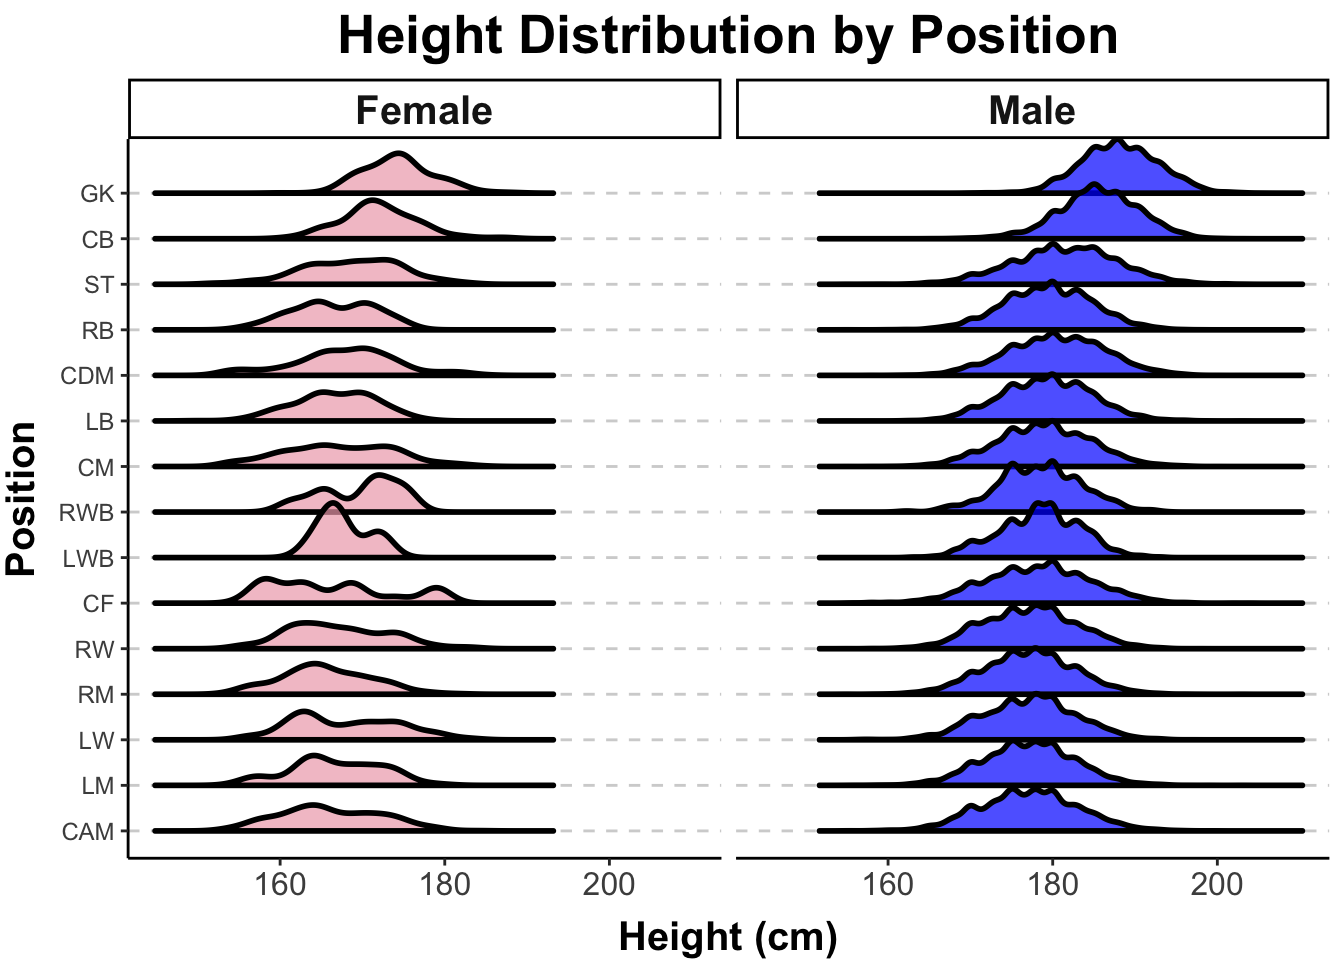 Height Distribution by Position
Female
Male
GK
CB
ST
RB
CDM
LB
CM
RWB
LWB
CF
RW
RM
LW
LM
CAM
Position
160 180 200 160 180 200
Height (cm)